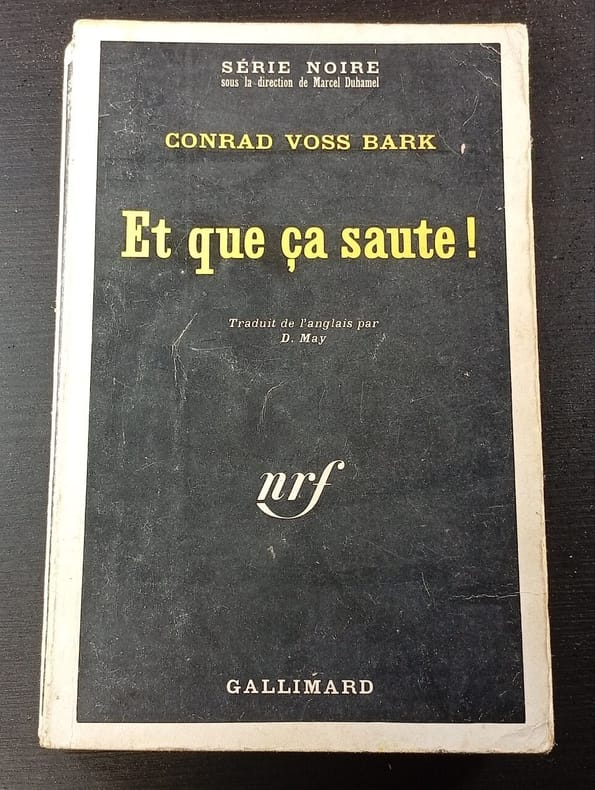 SÉRIE NOIRE
sous la direction de Marcel Duhamel
CONRAD VOSS BARK
Et que ça saute !
Traduit de l'anglais par
D. May
nrf
GALLIMARD